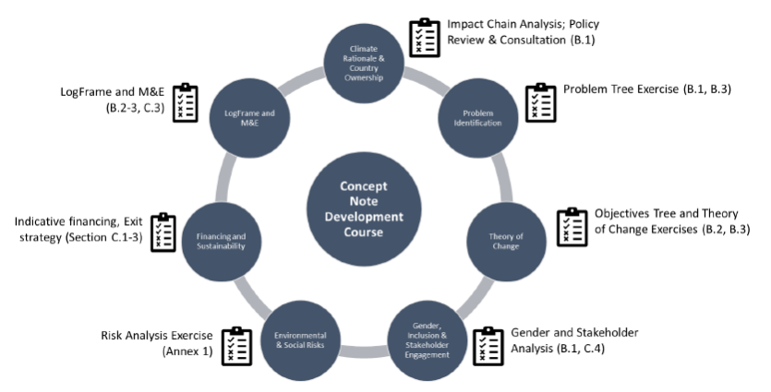 Climate
Rationale &
Country
Ownership
Impact Chain Analysis; Policy
Review & Consultation (B.1)
Problem
Identification
Problem Tree Exercise (B.1, B.3)
Theory of
Change
Objectives Tree and Theory
of Change Exercises (B.2, B.3)
Gender,
Inclusion &
Stakeholder
Engagement
Gender and Stakeholder
Analysis (B.1, C.4)
Environmental
& Social Risks
Risk Analysis Exercise
(Annex 1)
Financing and
Sustainability
Indicative financing, Exit
strategy (Section C.1-3)
LogFrame and
M&E
LogFrame and M&E
(B.2-3, C.3)
Concept
Note
Development
Course